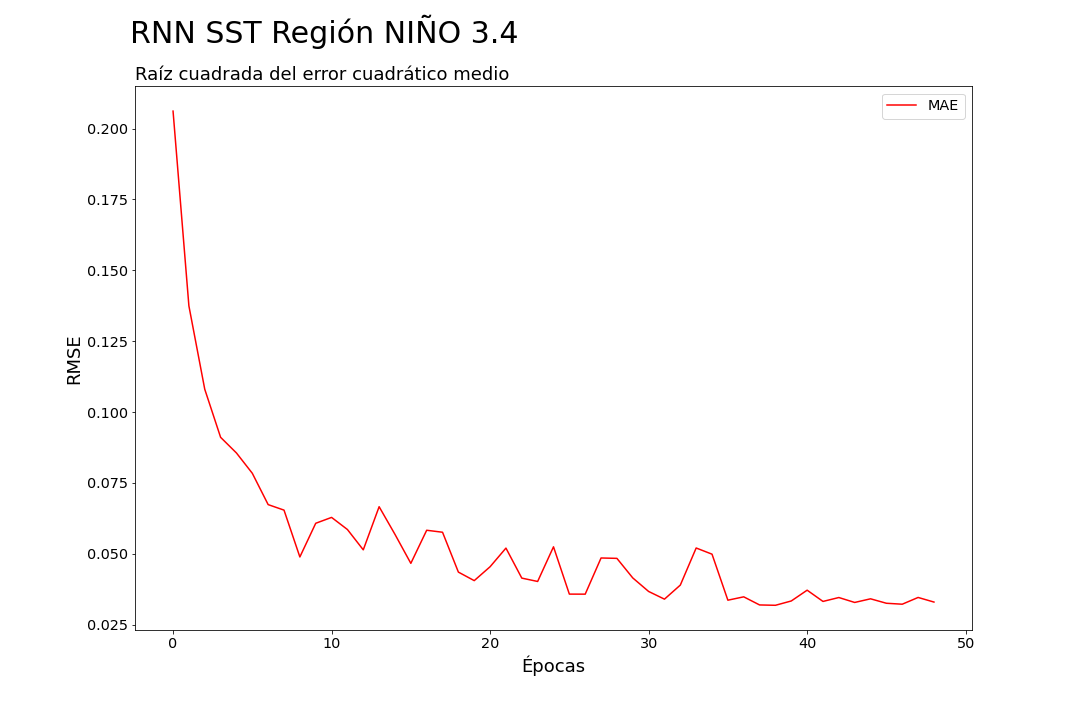 RNN SST Región NIÑO 3.4
Raíz cuadrada del error cuadrático medio
MAE
0.200
0.175
0.150
0.125
0.100
0.075
0.050
0.025
RMSE
0 10 20 30 40 50
Épocas